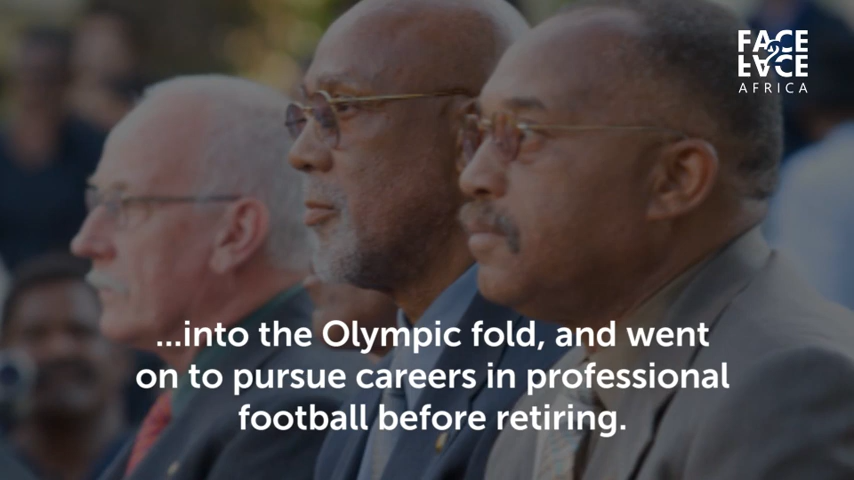 FACE
2
FACE
AFRICA
...into the Olympic fold, and went
on to pursue careers in professional
football before retiring.